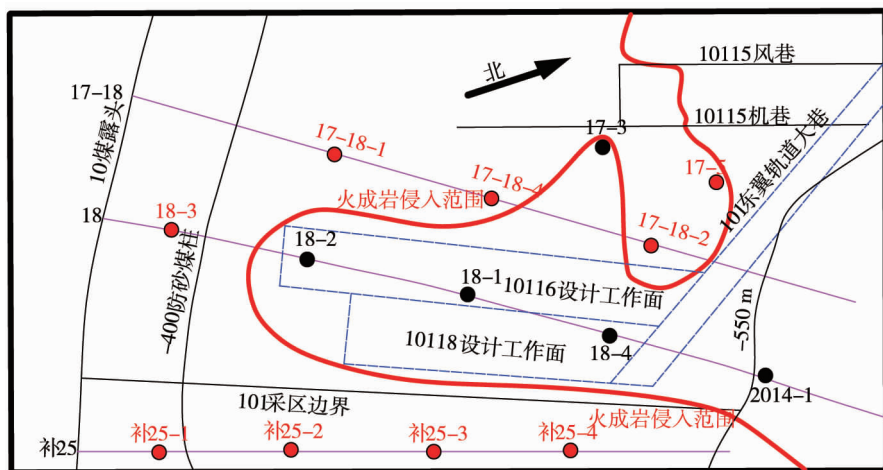 北
10115风巷
17-18
10115机巷
17-3
17-18-1
10煤露头
17-5
17-18-4
火成岩侵入范围
101东翼轨道大巷
18
18-3
17-18-2
18-2
18-1
10116设计工作面
-400防砂煤柱
-550 m
10118设计工作面
18-4
2014-1
101采区边界
火成岩侵入范围
补25
补25-1
补25-2
补25-3
补25-4